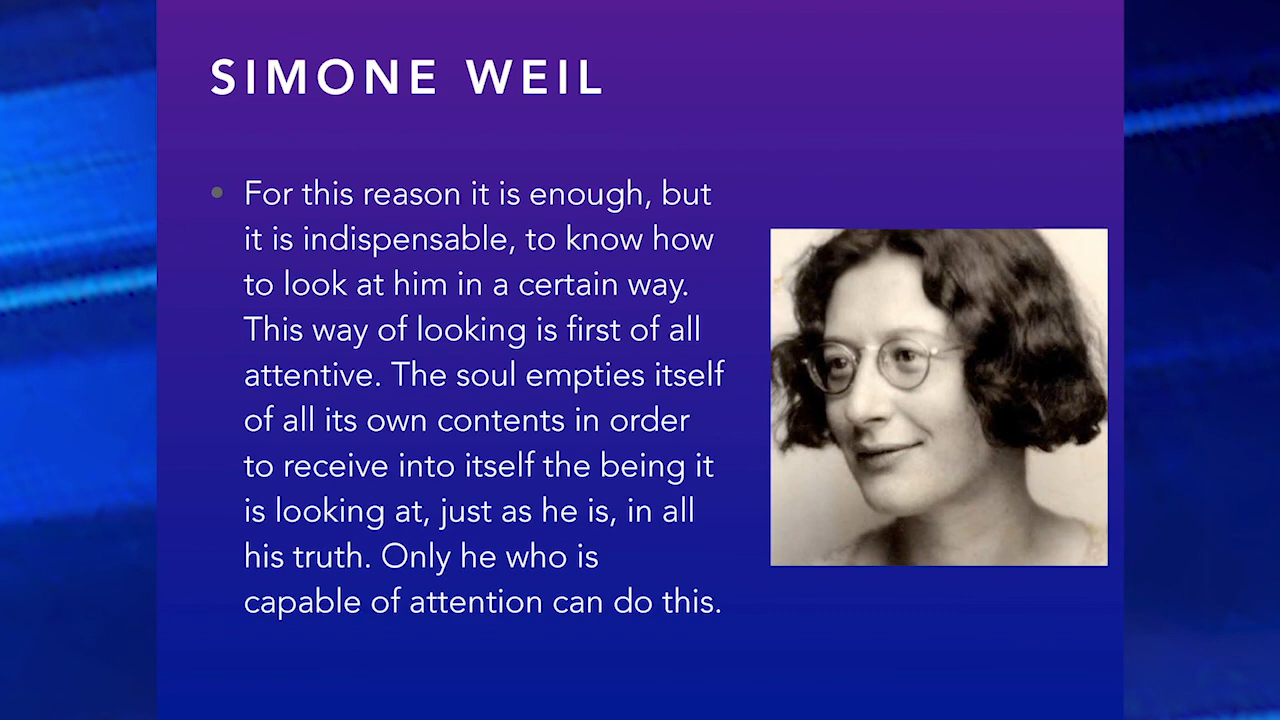 SIMONE WEIL
For this reason it is enough, but
it is indispensable, to know how
to look at him in a certain way.
This way of looking is first of all
attentive. The soul empties itself
of all its own contents in order
to receive into itself the being it
is looking at, just as he is, in all
his truth. Only he who is
capable of attention can do this.